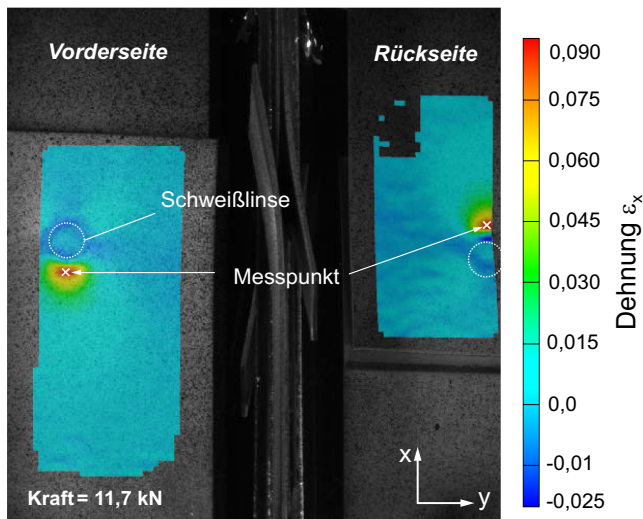 Vorderseite
Rückseite
Schweißlinse
Messpunkt
Kraft = 11,7 kN
x
y
0,090
0,075
0,060
0,045
0,030
0,015
0,0
-0,01
-0,025
Dehnung εx